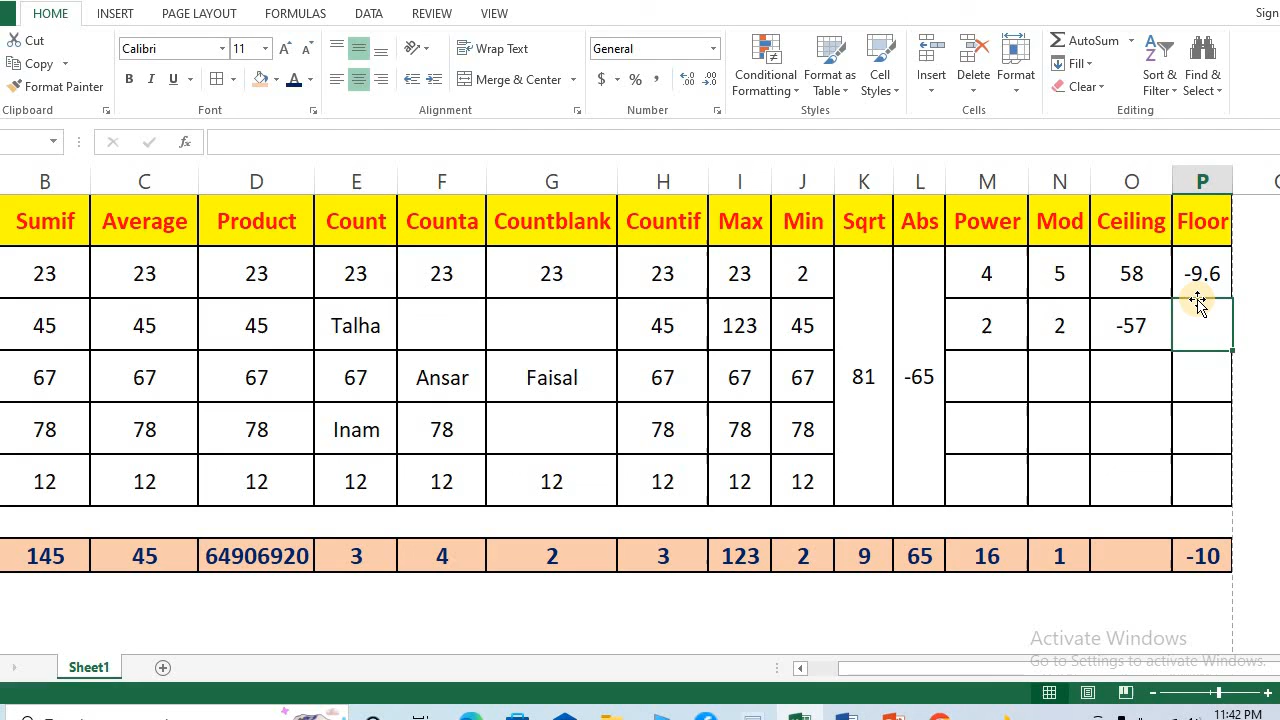 HOME INSERT PAGE LAYOUT FORMULAS DATA REVIEW VIEW Sign
Cut
Copy
Format Painter
Clipboard
Calibri 11
B I U A
Font
Wrap Text
Merge & Center
Alignment
General
$ % ,
Number
Conditional
Formatting
Format as
Table
Cell
Styles
Styles
Insert Delete Format
Cells
AutoSum
Fill
Clear
Sort &
Filter
Find &
Select
Editing
fx
B C D E F G H I J K L M N O P
Sumif Average Product Count Counta Countblank Countif Max Min Sqrt Abs Power Mod Ceiling Floor
23 23 23 23 23 23 23 23 2 4 5 58 -9.6
45 45 45 Talha 45 123 45 2 2 -57
67 67 67 67 Ansar Faisal 67 67 67 81 -65
78 78 78 Inam 78 78 78 78
12 12 12 12 12 12 12 12 12
145 45 64906920 3 4 2 3 123 2 9 65 16 1 -10
Activate Windows
Go to Settings to activate Windows.
Sheet1
11:42 PM